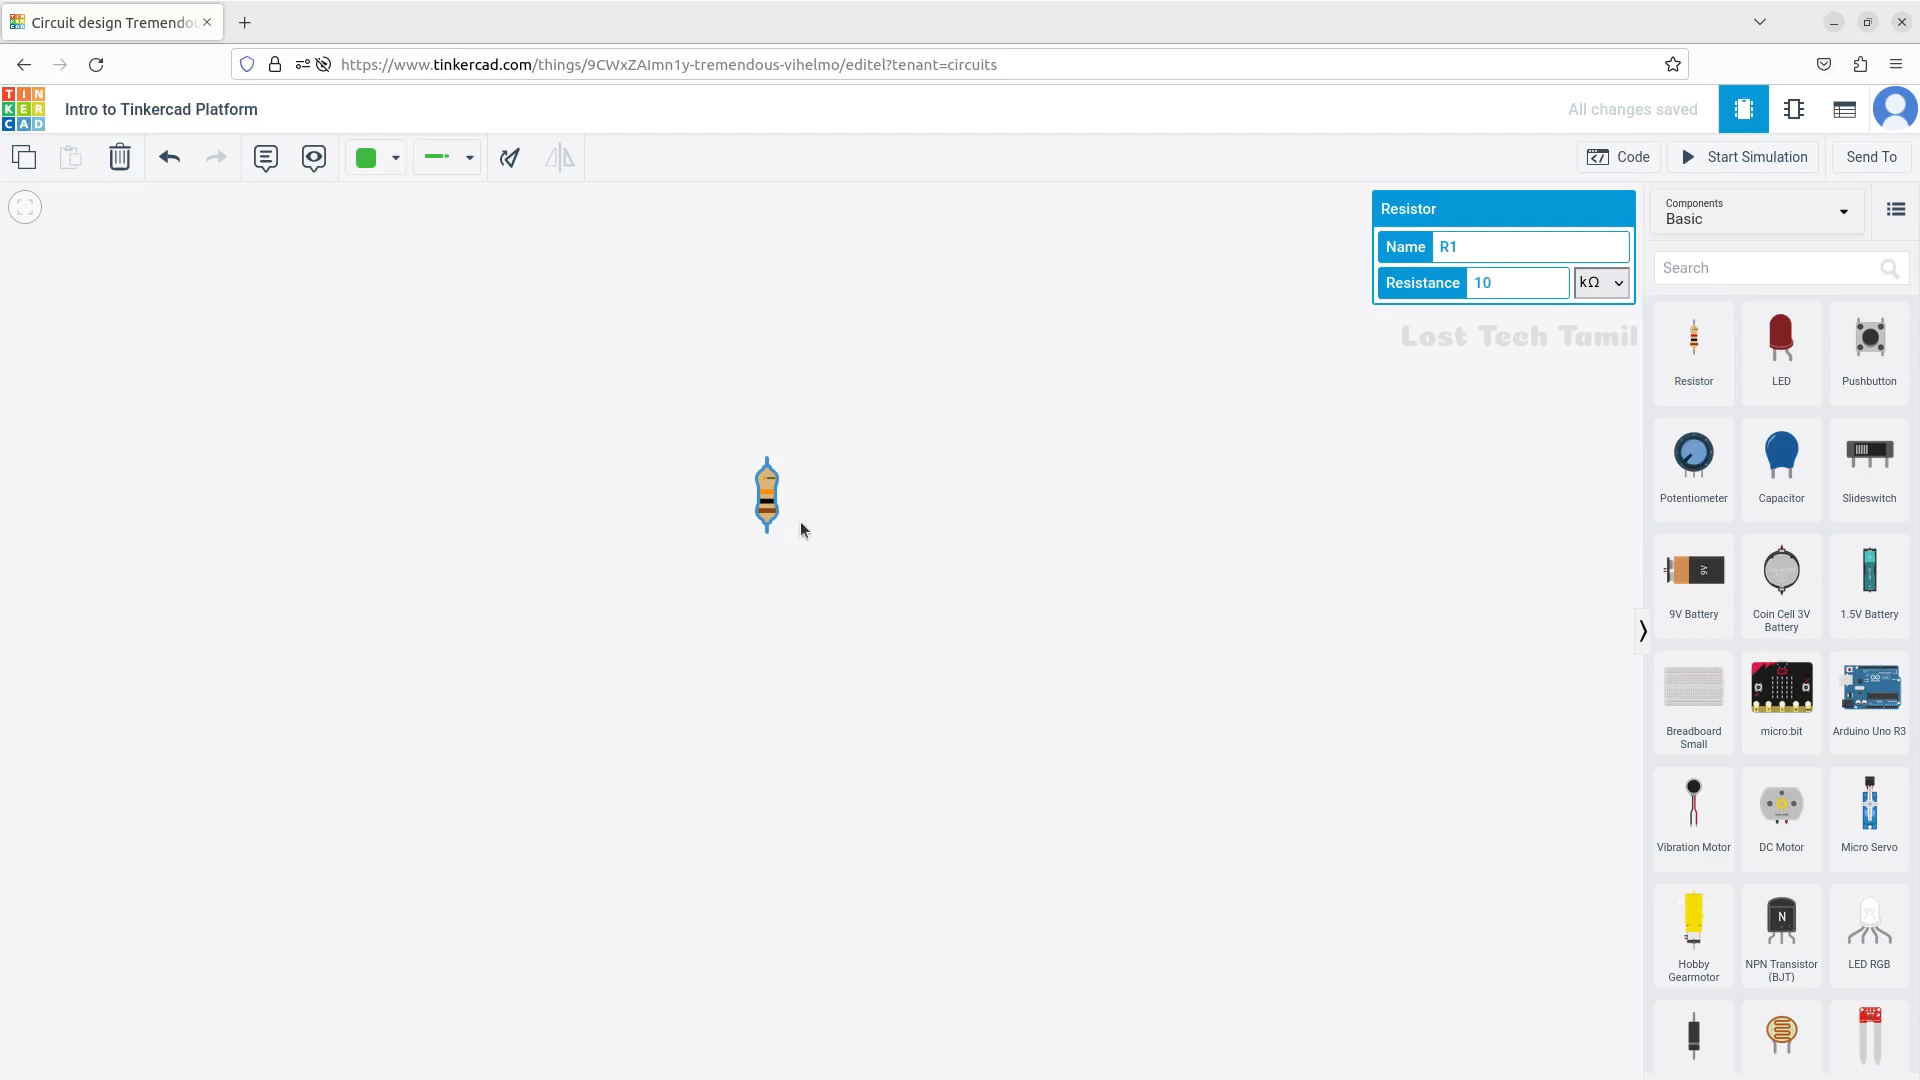 Circuit design Tremendo
https://www.tinkercad.com/things/9CWxZAImn1y-tremendous-vihelmo/editel?tenant=circuits
TIN
KER
CAD
Intro to Tinkercad Platform
All changes saved
Code
Start Simulation
Send To
Resistor
Name R1
Resistance 10 kΩ
Lost Tech Tamil
Components
Basic
Search
Resistor
LED
Pushbutton
Potentiometer
Capacitor
Slideswitch
9V
9V Battery
Coin Cell 3V
Battery
1.5V Battery
Breadboard
Small
micro:bit
Arduino Uno R3
Vibration Motor
DC Motor
Micro Servo
N
Hobby
Gearmotor
NPN Transistor
(BJT)
LED RGB